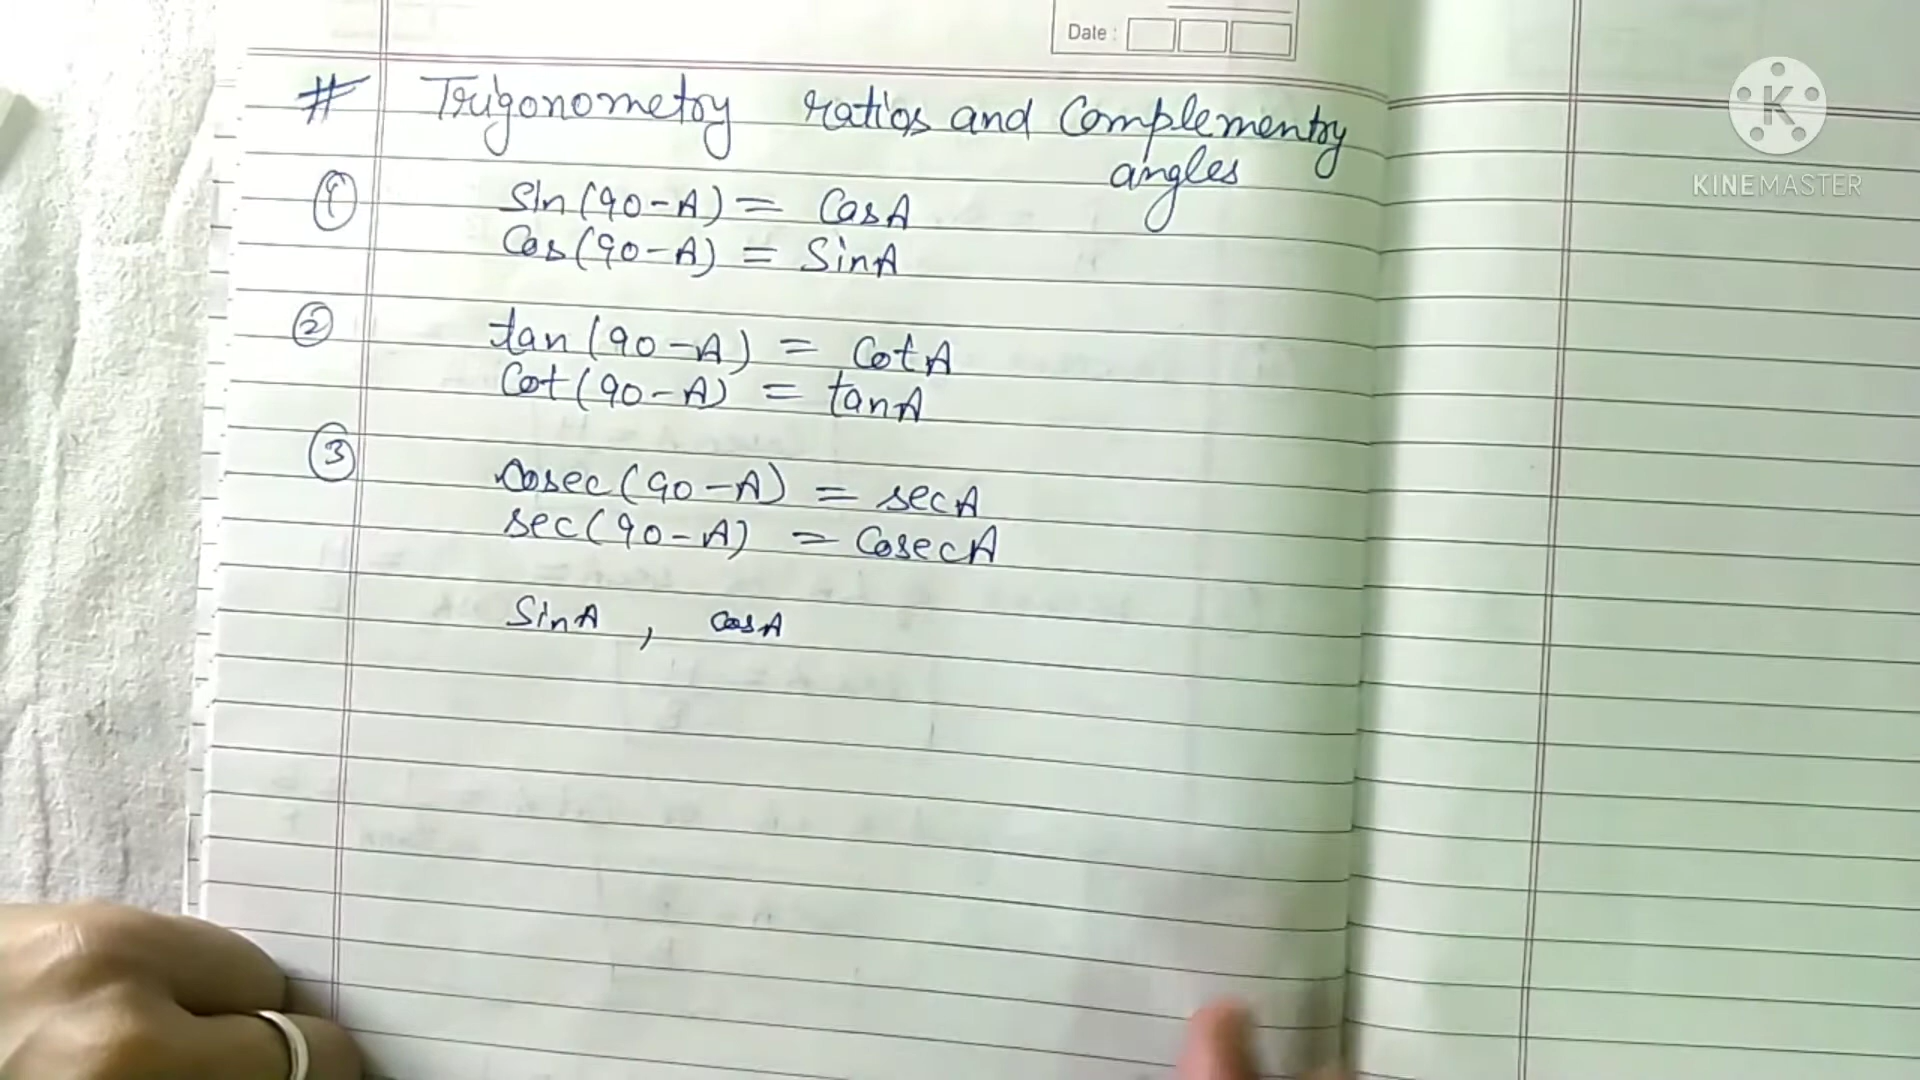 Date :
# Trigonometry ratios and Complementry
angles
① Sin(90-A) = CosA
Cos(90-A) = SinA
② tan(90-A) = CotA
Cot(90-A) = tanA
③ Cosec(90-A) = secA
sec(90-A) = CosecA
SinA , CosA
K
KINEMASTER